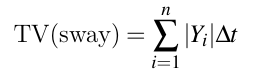 TV(sway) = \sum_{i=1}^{n} |Y_i| \Delta t